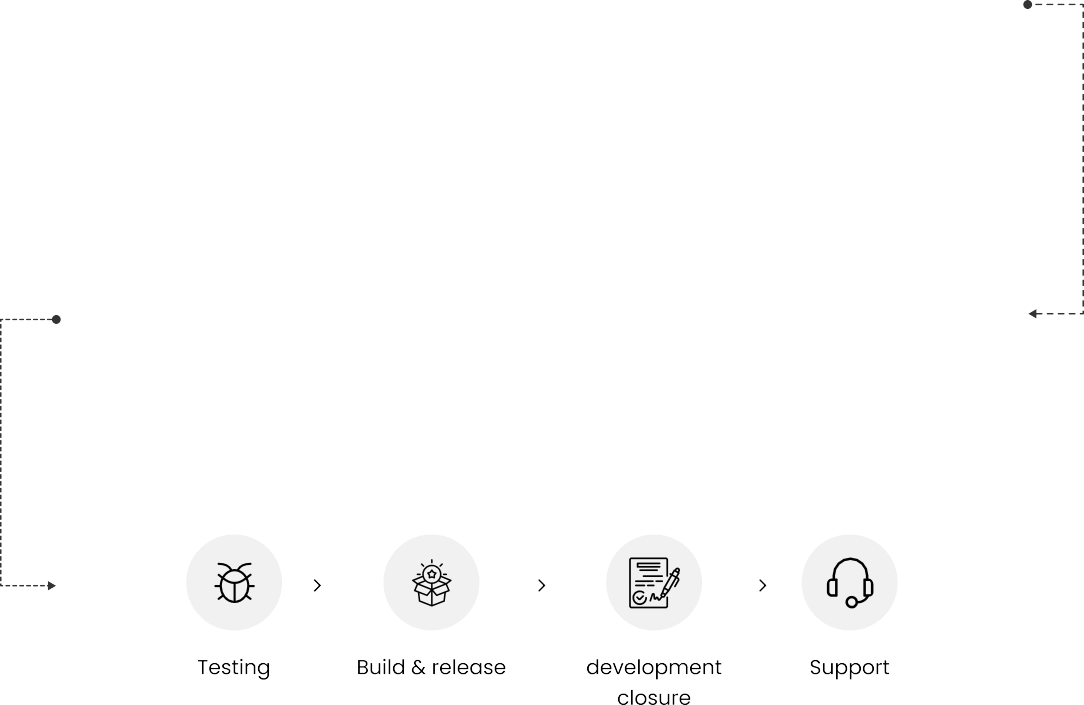 Testing
Build & release
development
closure
Support